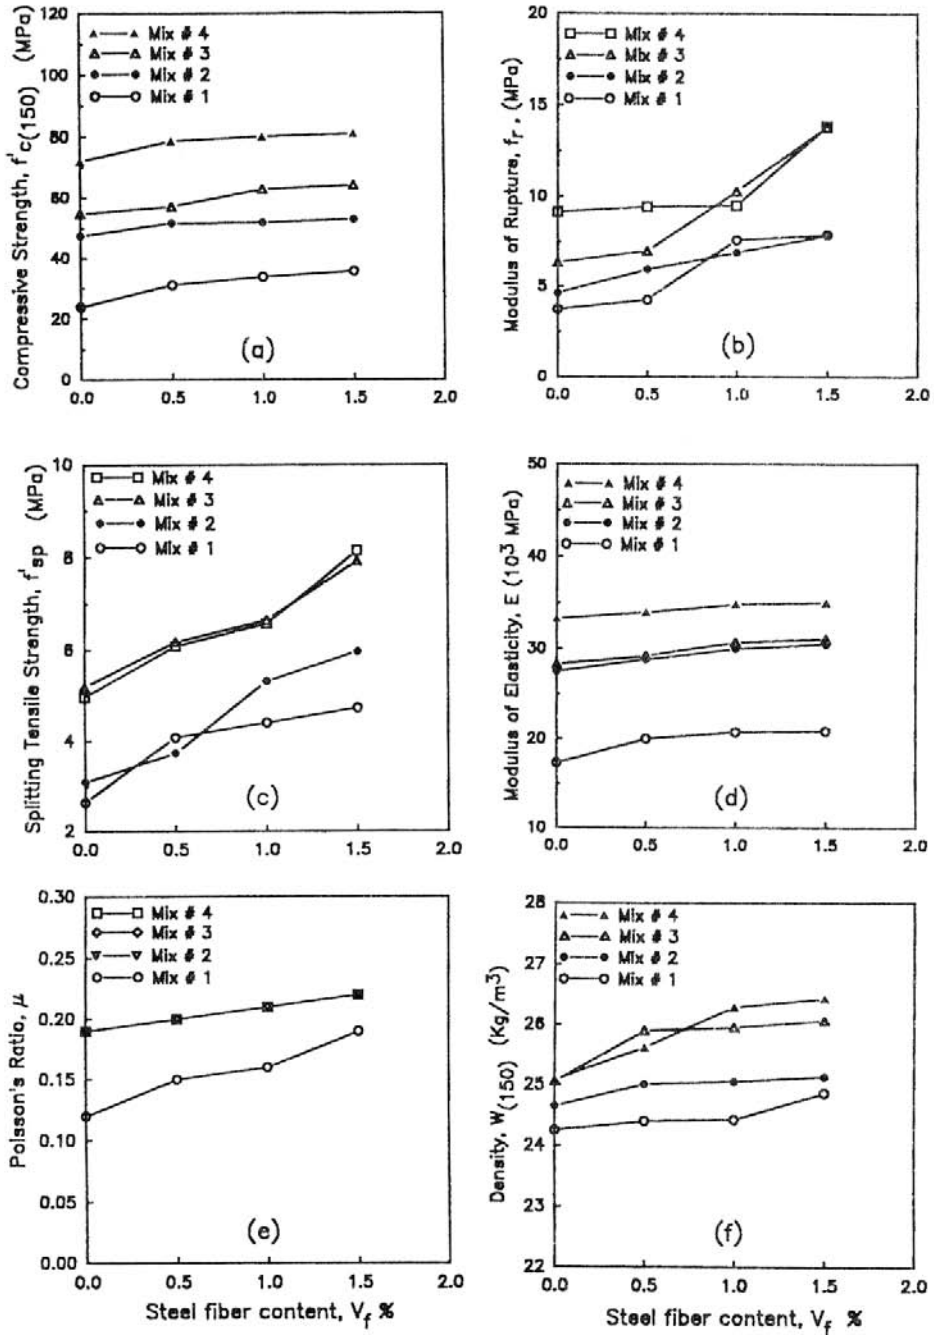 120
100
80
60
40
20
0
Compressive Strength, f'c(150) (MPa)
Mix # 4
Mix # 3
Mix # 2
Mix # 1
(a)
0.0 0.5 1.0 1.5 2.0
20
15
10
5
0
Modulus of Rupture, fr, (MPa)
Mix # 4
Mix # 3
Mix # 2
Mix # 1
(b)
0.0 0.5 1.0 1.5 2.0
10
8
6
4
2
Splitting Tensile Strength, f'sp (MPa)
Mix # 4
Mix # 3
Mix # 2
Mix # 1
(c)
0.0 0.5 1.0 1.5 2.0
50
40
30
20
10
Modulus of Elasticity, E (10³ MPa)
Mix # 4
Mix # 3
Mix # 2
Mix # 1
(d)
0.0 0.5 1.0 1.5 2.0
0.30
0.25
0.20
0.15
0.10
0.05
0.00
Poisson's Ratio, μ
Mix # 4
Mix # 3
Mix # 2
Mix # 1
(e)
0.0 0.5 1.0 1.5 2.0
Steel fiber content, Vf %
28
27
26
25
24
23
22
Density, W(150) (Kg/m³)
Mix # 4
Mix # 3
Mix # 2
Mix # 1
(f)
0.0 0.5 1.0 1.5 2.0
Steel fiber content, Vf %